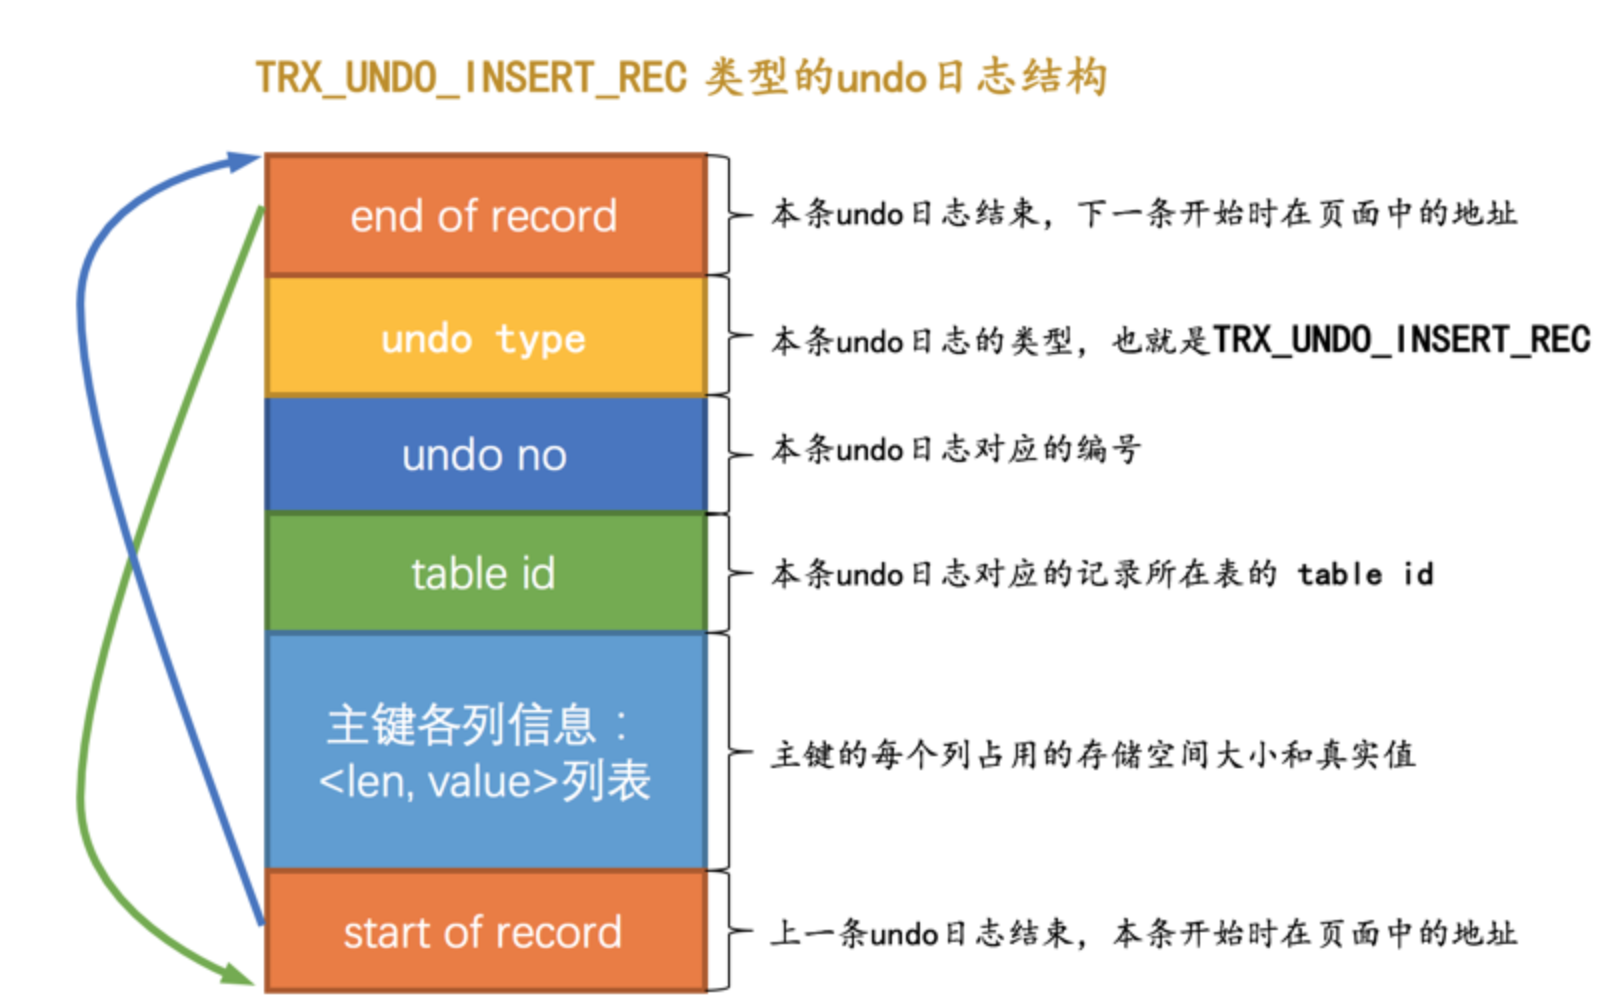 TRX_UNDO_INSERT_REC 类型的undo日志结构
end of record
本条undo日志结束，下一条开始时在页面中的地址
undo type
本条undo日志的类型，也就是TRX_UNDO_INSERT_REC
undo no
本条undo日志对应的编号
table id
本条undo日志对应的记录所在表的 table id
主键各列信息：
<len, value>列表
主键的每个列占用的存储空间大小和真实值
start of record
上一条undo日志结束，本条开始时在页面中的地址